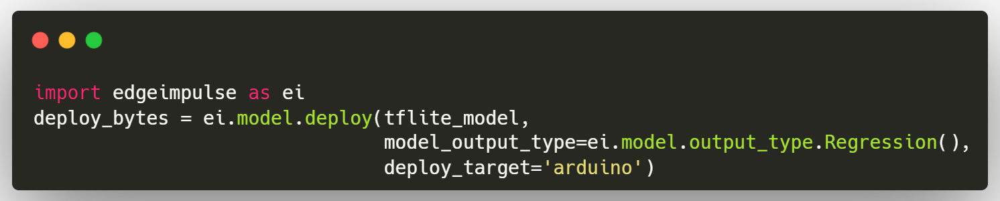 import edgeimpulse as ei
deploy_bytes = ei.model.deploy(tflite_model,
model_output_type=ei.model.output_type.Regression(),
deploy_target='arduino')